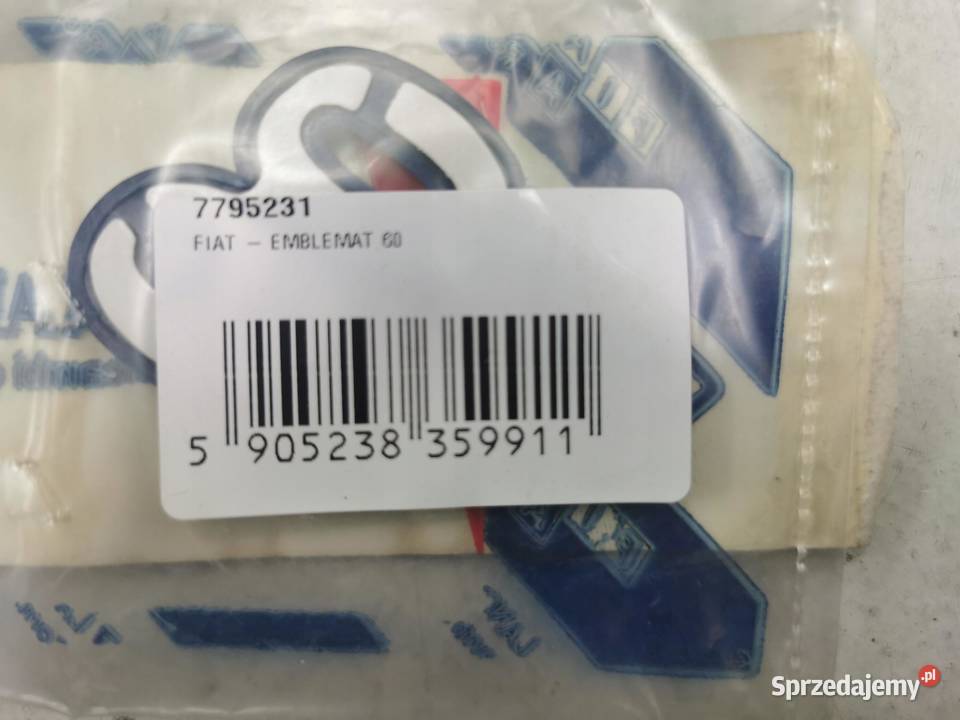 7795231
FIAT - EMBLEMAT 60
5 905238 359911
Sprzedajemy.pl